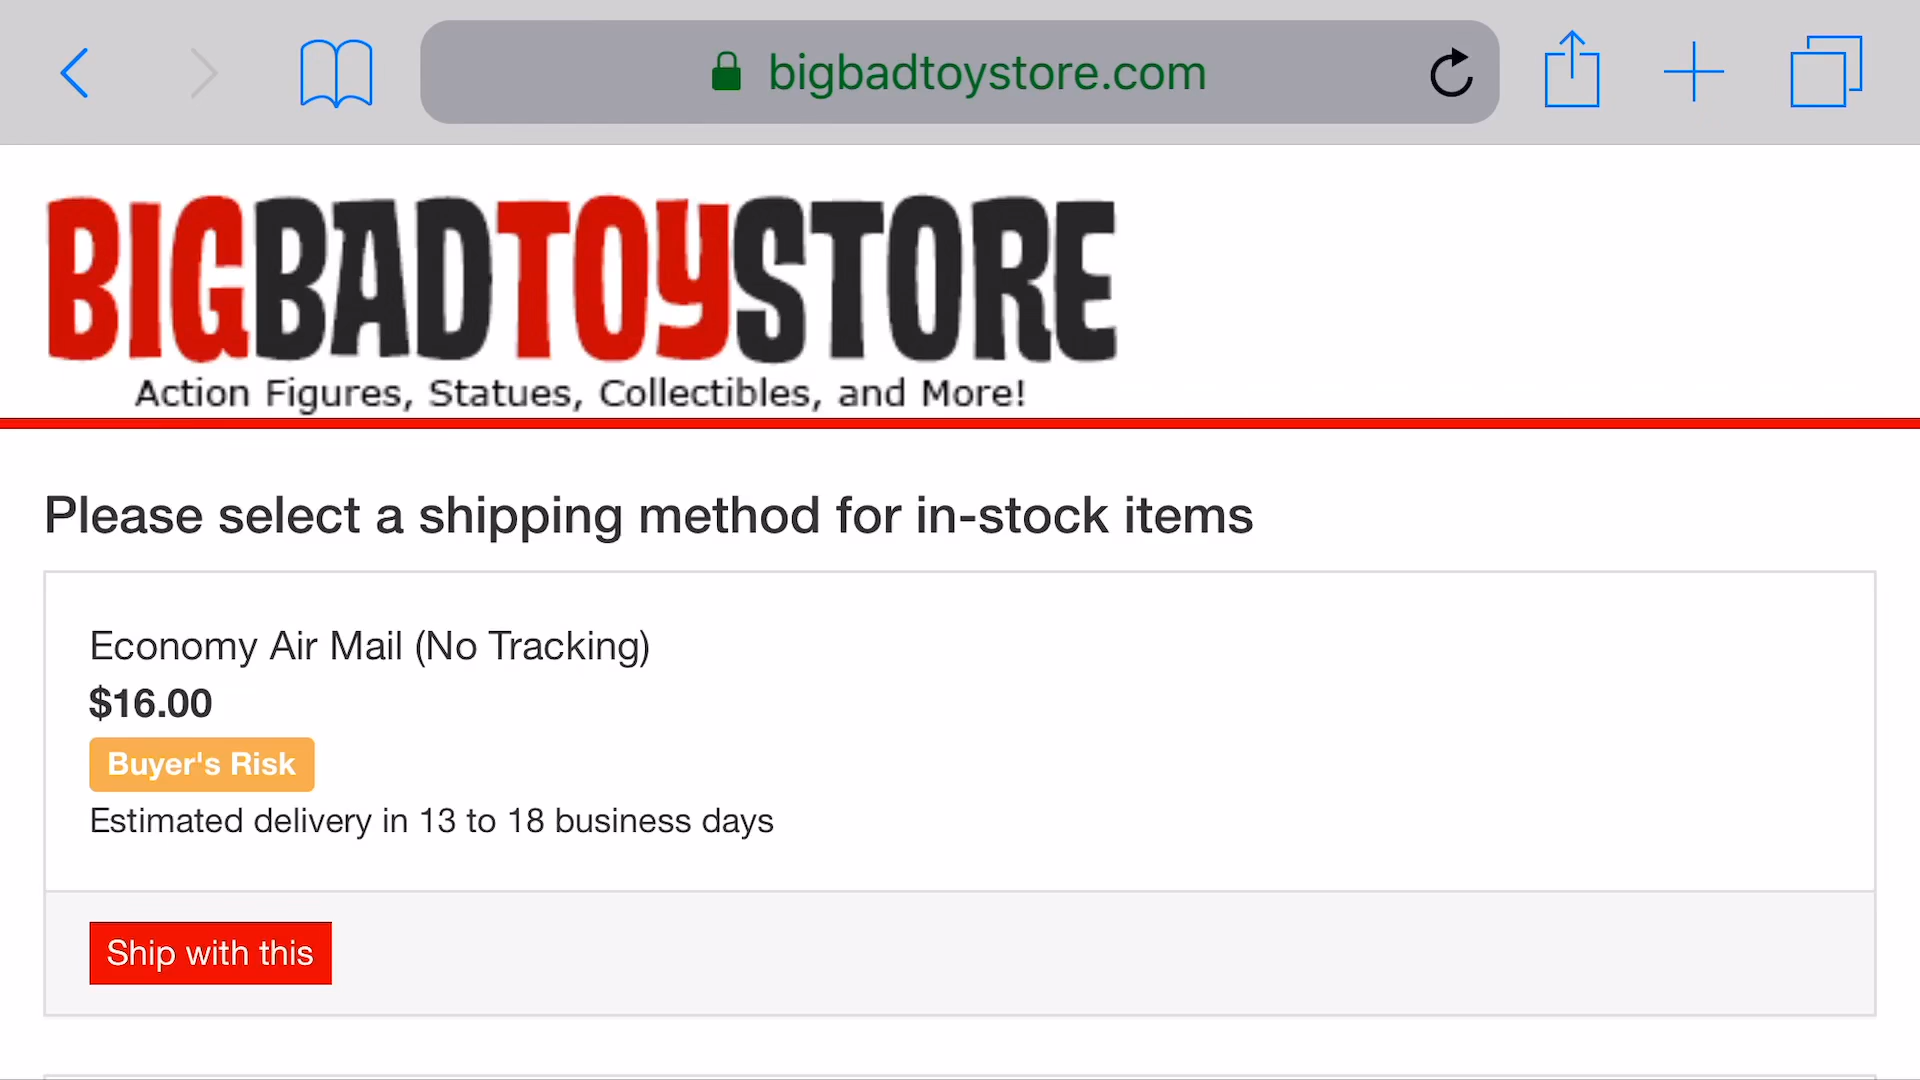 bigbadtoystore.com
BIGBADTOYSTORE
Action Figures, Statues, Collectibles, and More!
Please select a shipping method for in-stock items
Economy Air Mail (No Tracking)
$16.00
Buyer's Risk
Estimated delivery in 13 to 18 business days
Ship with this